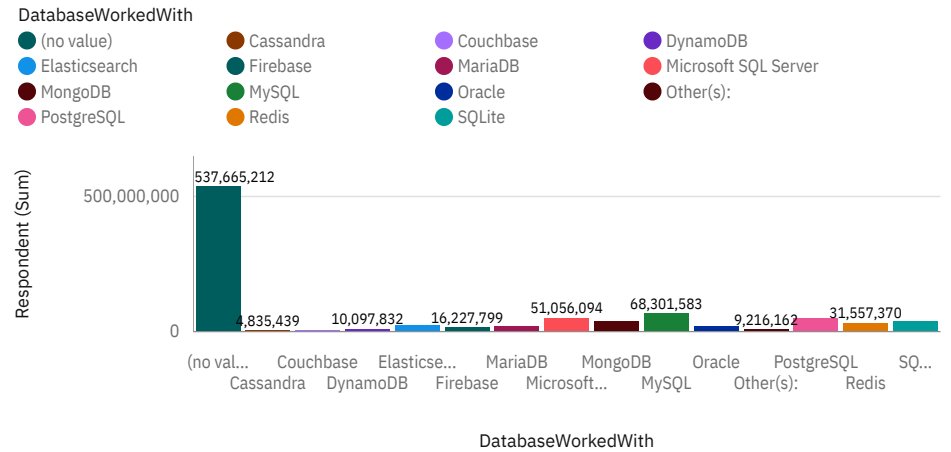 DatabaseWorkedWith
(no value) Cassandra Couchbase DynamoDB
Elasticsearch Firebase MariaDB Microsoft SQL Server
MongoDB MySQL Oracle Other(s):
PostgreSQL Redis SQLite
Respondent (Sum)
537,665,212
500,000,000
4,835,439 10,097,832 16,227,799 51,056,094 68,301,583 9,216,162 31,557,370
0
(no val... Couchbase Elasticse... MariaDB MongoDB Oracle PostgreSQL SQ...
Cassandra DynamoDB Firebase Microsoft... MySQL Other(s): Redis
DatabaseWorkedWith